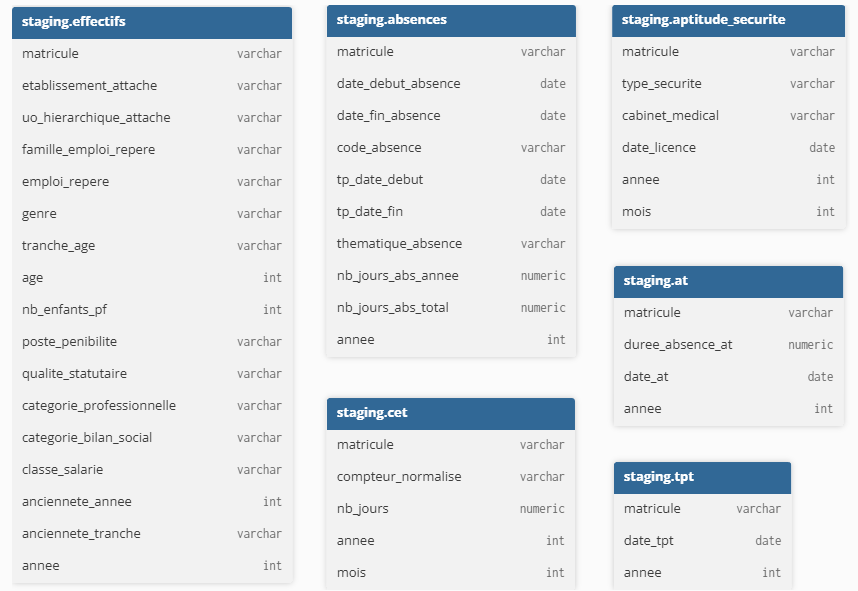 staging.effectifs
matricule varchar
etablissement_attache varchar
uo_hierarchique_attache varchar
famille_emploi_repere varchar
emploi_repere varchar
genre varchar
tranche_age varchar
age int
nb_enfants_pf int
poste_penibilite varchar
qualite_statutaire varchar
categorie_professionnelle varchar
categorie_bilan_social varchar
classe_salarie varchar
anciennete_annee int
anciennete_tranche varchar
annee int
staging.absences
matricule varchar
date_debut_absence date
date_fin_absence date
code_absence varchar
tp_date_debut date
tp_date_fin date
thematique_absence varchar
nb_jours_abs_annee numeric
nb_jours_abs_total numeric
annee int
staging.cet
matricule varchar
compteur_normalise varchar
nb_jours numeric
annee int
mois int
staging.aptitude_securite
matricule varchar
type_securite varchar
cabinet_medical varchar
date_licence date
annee int
mois int
staging.at
matricule varchar
duree_absence_at numeric
date_at date
annee int
staging.tpt
matricule varchar
date_tpt date
annee int